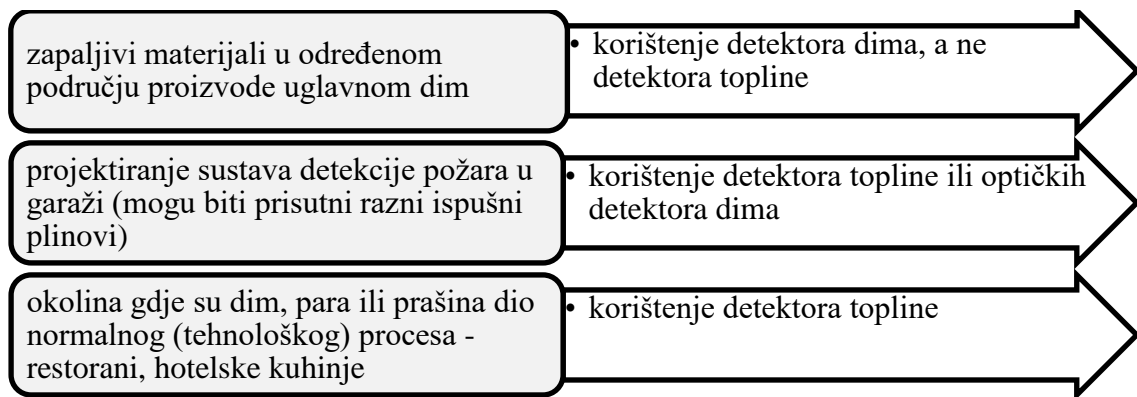 zapaljivi materijali u određenom
području proizvode uglavnom dim
• korištenje detektora dima, a ne
detektora topline
projektiranje sustava detekcije požara u
garaži (mogu biti prisutni razni ispušni
plinovi)
• korištenje detektora topline ili optičkih
detektora dima
okolina gdje su dim, para ili prašina dio
normalnog (tehnološkog) procesa -
restorani, hotelske kuhinje
• korištenje detektora topline